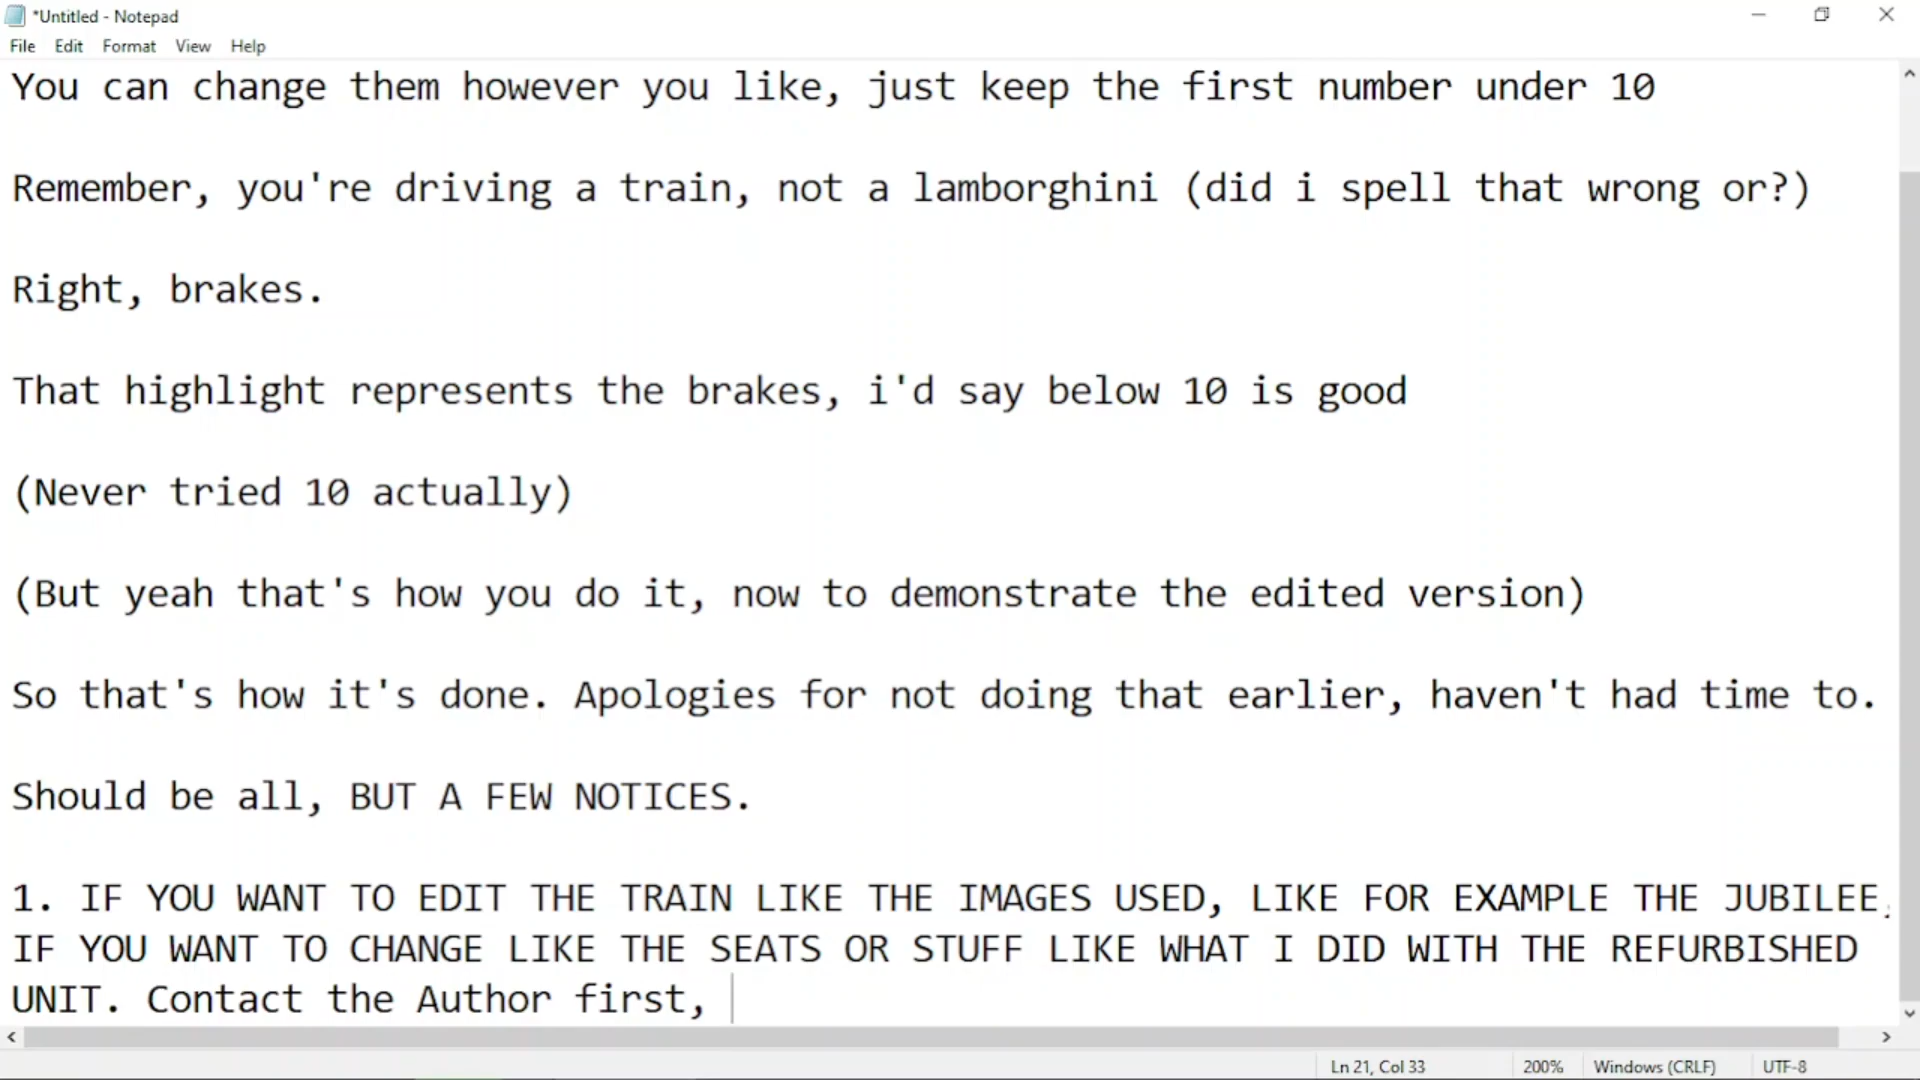 *Untitled - Notepad
File Edit Format View Help
You can change them however you like, just keep the first number under 10
Remember, you're driving a train, not a lamborghini (did i spell that wrong or?)
Right, brakes.
That highlight represents the brakes, i'd say below 10 is good
(Never tried 10 actually)
(But yeah that's how you do it, now to demonstrate the edited version)
So that's how it's done. Apologies for not doing that earlier, haven't had time to.
Should be all, BUT A FEW NOTICES.
1. IF YOU WANT TO EDIT THE TRAIN LIKE THE IMAGES USED, LIKE FOR EXAMPLE THE JUBILEE,
IF YOU WANT TO CHANGE LIKE THE SEATS OR STUFF LIKE WHAT I DID WITH THE REFURBISHED
UNIT. Contact the Author first,
Ln 21, Col 33 200% Windows (CRLF) UTF-8